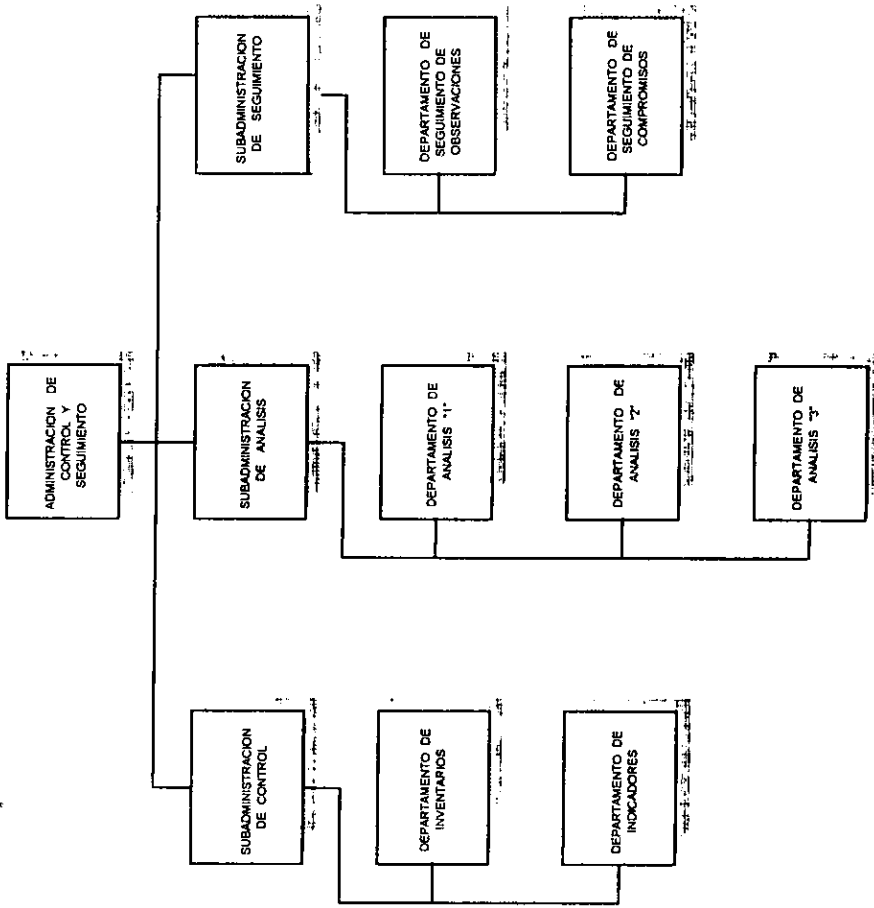 ADMINISTRACION DE
CONTROL Y
SEGUIMIENTO
SUBADMINISTRACION
DE CONTROL
SUBADMINISTRACION
DE ANALISIS
SUBADMINISTRACION
DE SEGUIMIENTO
DEPARTAMENTO DE
INVENTARIOS
DEPARTAMENTO DE
ANALISIS "1"
DEPARTAMENTO DE
SEGUIMIENTO DE
OBSERVACIONES
DEPARTAMENTO DE
INDICADORES
DEPARTAMENTO DE
ANALISIS "2"
DEPARTAMENTO DE
SEGUIMIENTO DE
COMPROMISOS
DEPARTAMENTO DE
ANALISIS "3"